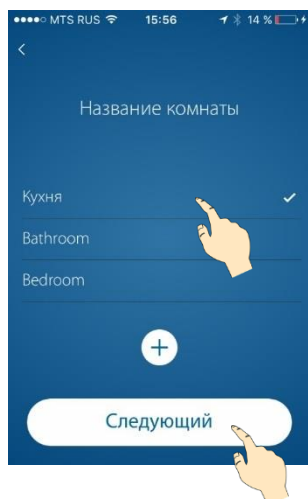 MTS RUS 15:56 14 %
Название комнаты
Кухня
Bathroom
Bedroom
Следующий